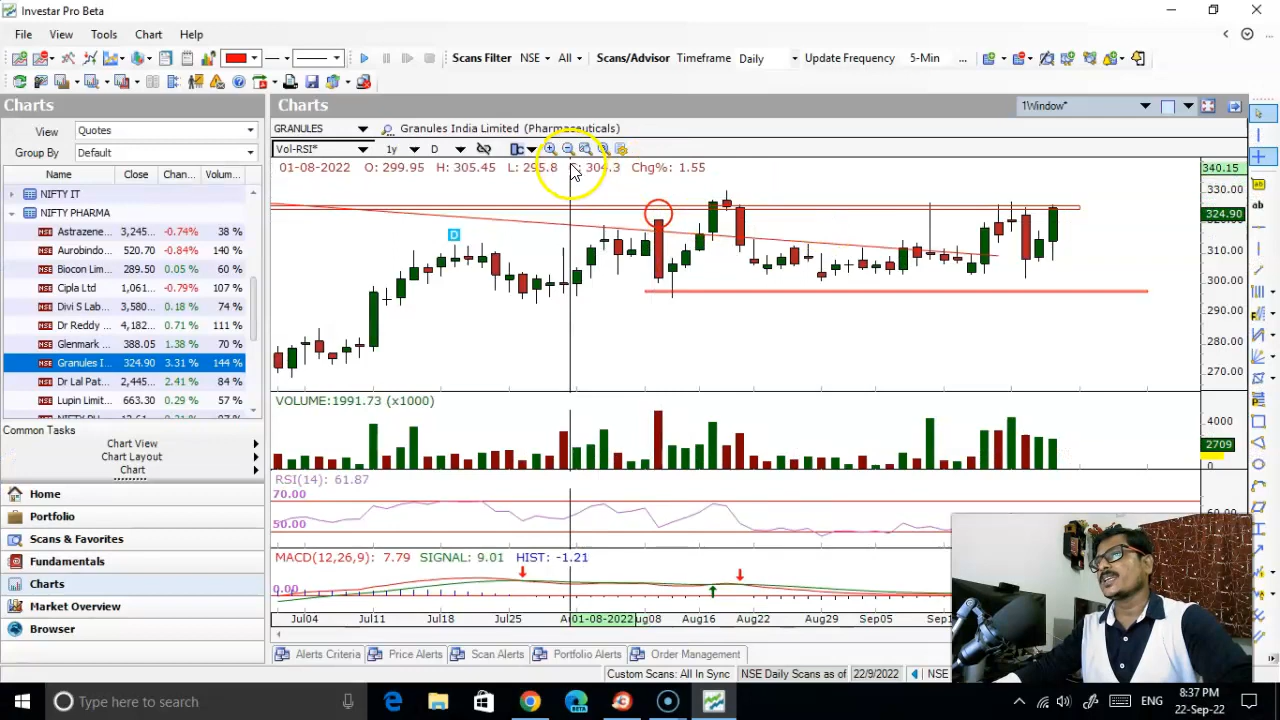 Investar Pro Beta
File View Tools Chart Help
Scans Filter NSE All Scans/Advisor Timeframe Daily Update Frequency 5-Min ...
Charts
View Quotes
Group By Default
Name Close Chan... Volum...
NIFTY IT
NIFTY PHARMA
NSE Astrazene... 3,245... -0.74% 38 %
NSE Aurobindo... 520.70 -0.84% 140 %
NSE Biocon Lim... 289.50 0.05 % 60 %
NSE Cipla Ltd 1,061... -0.79% 107 %
NSE Divi S Lab... 3,580... 0.18 % 74 %
NSE Dr Reddy ... 4,182... 0.71 % 111 %
NSE Glenmark ... 388.05 1.38 % 70 %
NSE Granules I... 324.90 3.31 % 144 %
NSE Dr Lal Pat... 2,445... 2.41 % 84 %
NSE Lupin Limit... 663.30 0.29 % 57 %
Common Tasks
Chart View
Chart Layout
Chart
Home
Portfolio
Scans & Favorites
Fundamentals
Charts
Market Overview
Browser
Charts
1Window*
GRANULES Granules India Limited (Pharmaceuticals)
Vol-RSI* 1y D
01-08-2022 O: 299.95 H: 305.45 L: 295.8 304.3 Chg%: 1.55
D
340.15
330.00
324.90
310.00
300.00
290.00
280.00
270.00
VOLUME:1991.73 (x1000)
4000
2709
0
RSI(14): 61.87
70.00
50.00
MACD(12,26,9): 7.79 SIGNAL: 9.01 HIST: -1.21
0.00
Jul04 Jul11 Jul18 Jul25 01-08-2022 ug08 Aug16 Aug22 Aug29 Sep05 Sep1
Alerts Criteria Price Alerts Scan Alerts Portfolio Alerts Order Management
Custom Scans: All In Sync NSE Daily Scans as of 22/9/2022 NSE
Type here to search
ENG
8:37 PM
22-Sep-22